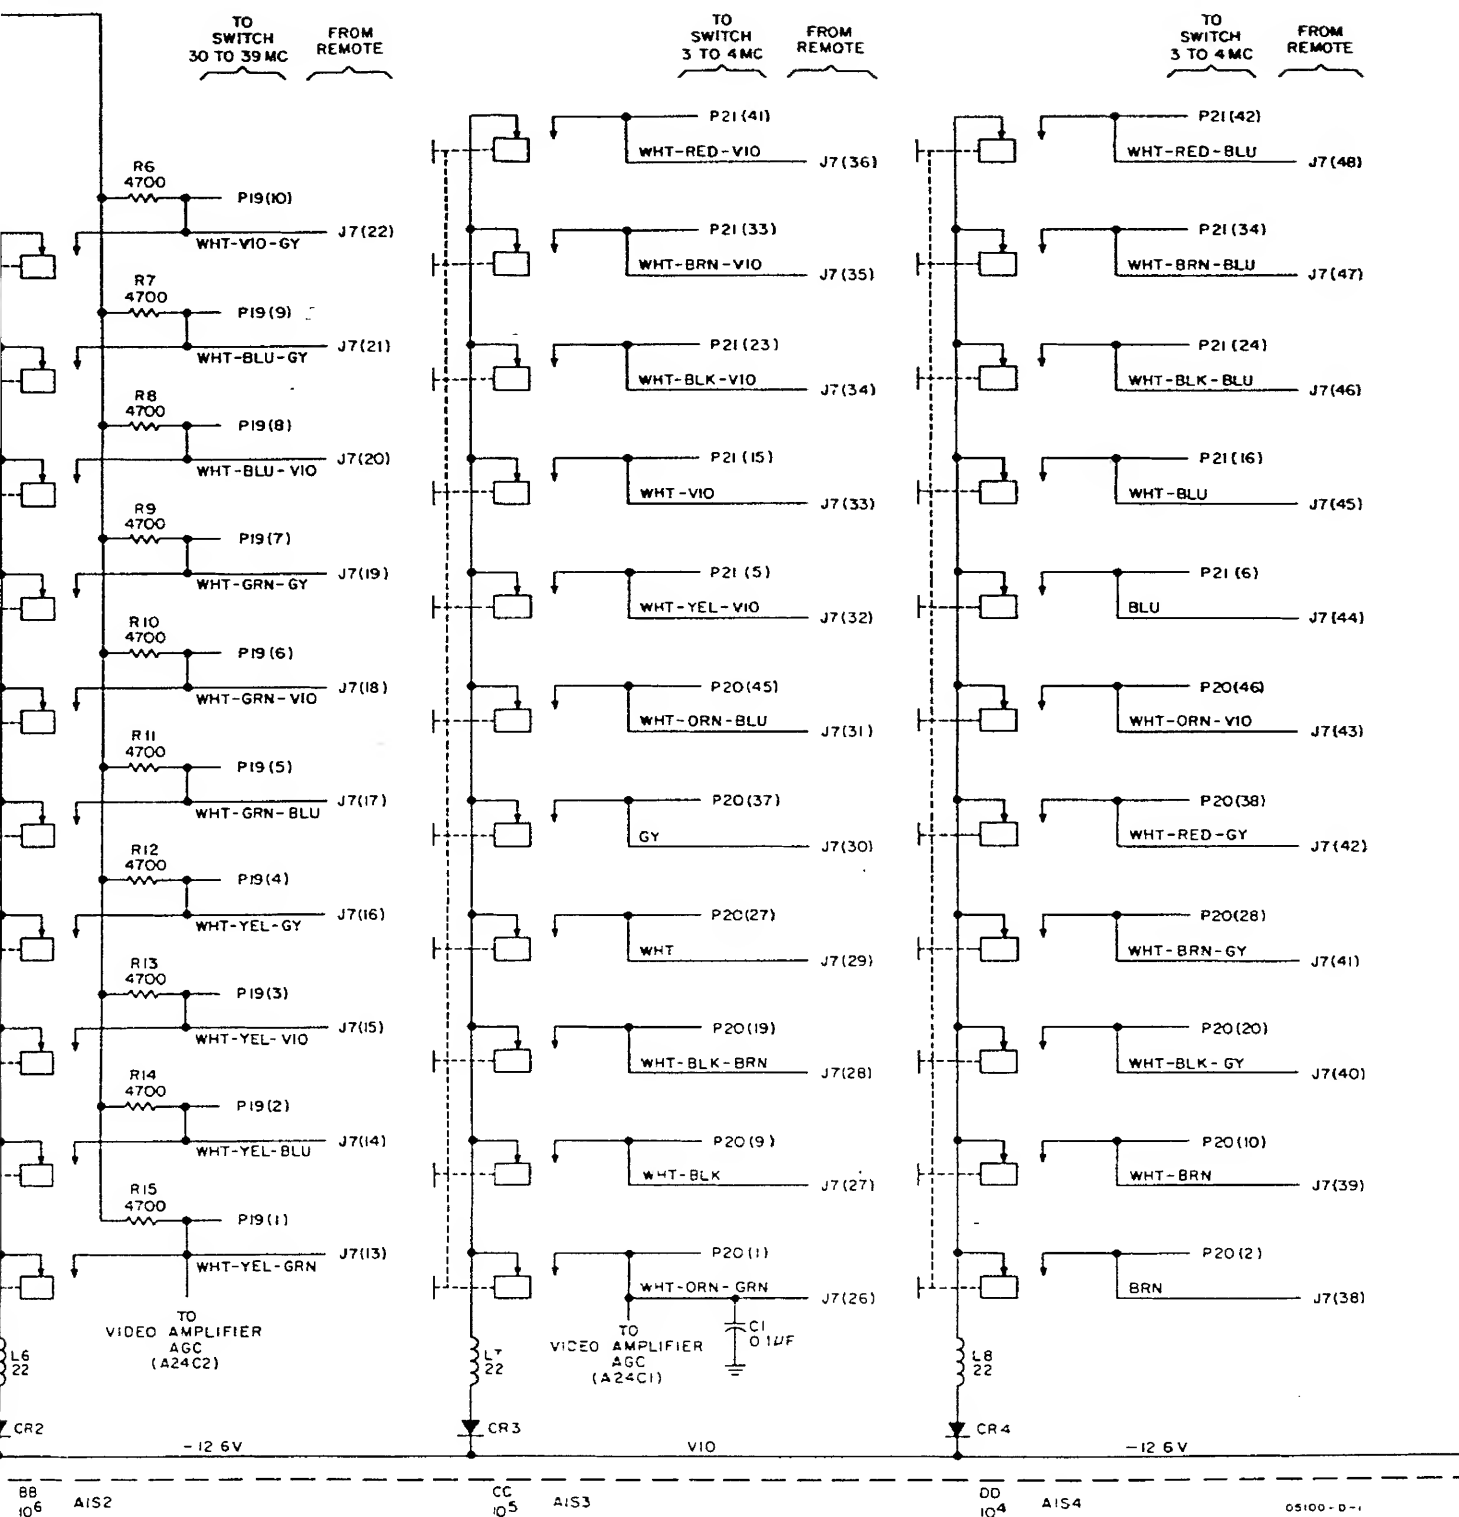 TO
SWITCH
30 TO 39 MC
FROM
REMOTE
R6
4700
P19(10)
WHT-VIO-GY
J7(22)
R7
4700
P19(9)
WHT-BLU-GY
J7(21)
R8
4700
P19(8)
WHT-BLU-VIO
J7(20)
R9
4700
P19(7)
WHT-GRN-GY
J7(19)
R10
4700
P19(6)
WHT-GRN-VIO
J7(18)
R11
4700
P19(5)
WHT-GRN-BLU
J7(17)
R12
4700
P19(4)
WHT-YEL-GY
J7(16)
R13
4700
P19(3)
WHT-YEL-VIO
J7(15)
R14
4700
P19(2)
WHT-YEL-BLU
J7(14)
R15
4700
P19(1)
WHT-YEL-GRN
J7(13)
TO
VIDEO AMPLIFIER
AGC
(A24C2)
L6
22
CR2
-12 6V
BB
10⁶
A1S2
TO
SWITCH
3 TO 4 MC
FROM
REMOTE
P21(41)
WHT-RED-VIO
J7(36)
P21(33)
WHT-BRN-VIO
J7(35)
P21(23)
WHT-BLK-VIO
J7(34)
P21(15)
WHT-VIO
J7(33)
P21(5)
WHT-YEL-VIO
J7(32)
P20(45)
WHT-ORN-BLU
J7(31)
P20(37)
GY
J7(30)
P20(27)
WHT
J7(29)
P20(19)
WHT-BLK-BRN
J7(28)
P20(9)
WHT-BLK
J7(27)
P20(1)
WHT-ORN-GRN
J7(26)
TO
VIDEO AMPLIFIER
AGC
(A24C1)
C1
0.1UF
L7
22
CR3
VIO
CC
10⁵
A1S3
TO
SWITCH
3 TO 4 MC
FROM
REMOTE
P21(42)
WHT-RED-BLU
J7(48)
P21(34)
WHT-BRN-BLU
J7(47)
P21(24)
WHT-BLK-BLU
J7(46)
P21(16)
WHT-BLU
J7(45)
P21(6)
BLU
J7(44)
P20(46)
WHT-ORN-VIO
J7(43)
P20(38)
WHT-RED-GY
J7(42)
P20(28)
WHT-BRN-GY
J7(41)
P20(20)
WHT-BLK-GY
J7(40)
P20(10)
WHT-BRN
J7(39)
P20(2)
BRN
J7(38)
L8
22
CR4
-12 6V
DD
10⁴
A1S4
05100-D-1